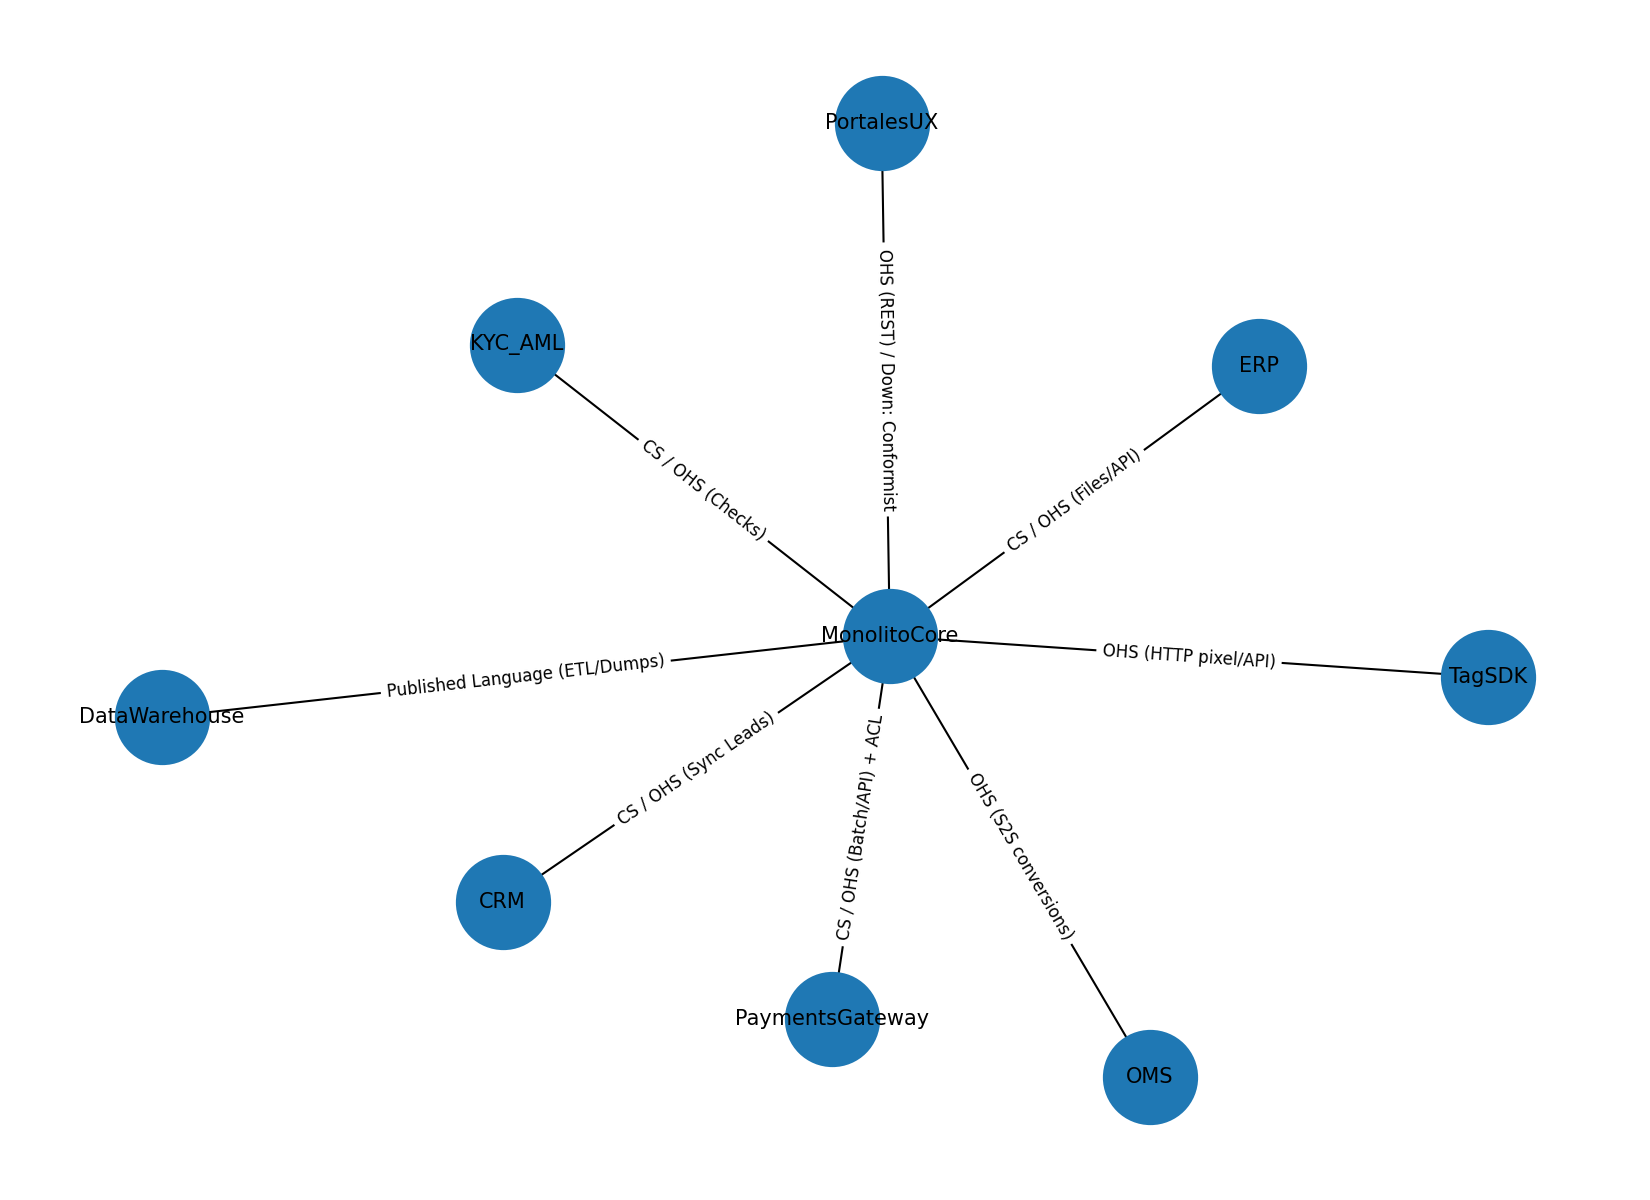 PortalesUX
OHS (REST) / Down: Conformist
KYC_AML
ERP
CS / OHS (Checks)
CS / OHS (Files/API)
MonolitoCore
OHS (HTTP pixel/API)
TagSDK
Published Language (ETL/Dumps)
DataWarehouse
CS / OHS (Sync Leads)
CS / OHS (Batch/API) + ACL
OHS (S2S conversions)
CRM
PaymentsGateway
OMS